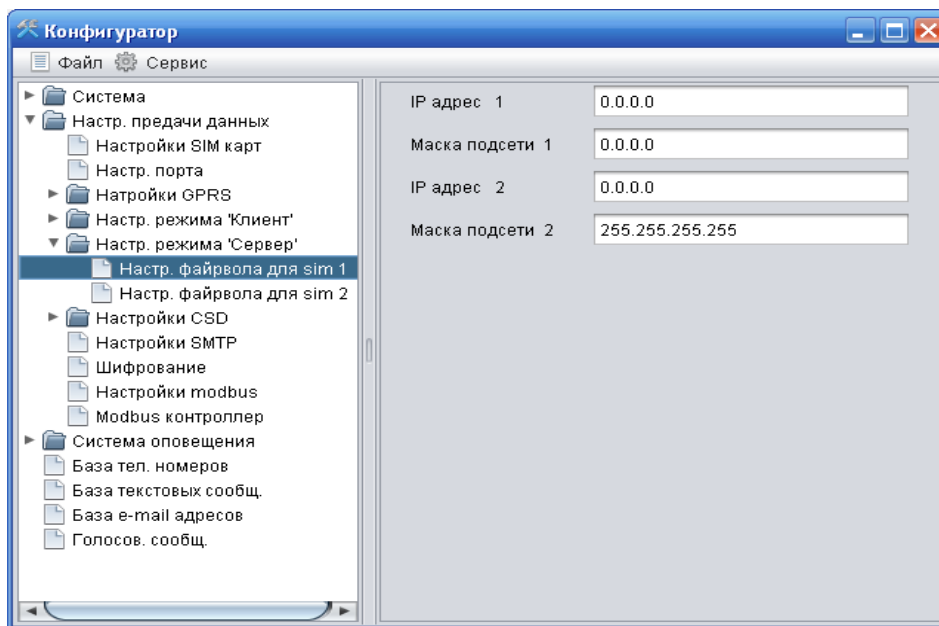 Конфигуратор
Файл Сервис
Система
Настр. предачи данных
Настройки SIM карт
Настр. порта
Натройки GPRS
Настр. режима 'Клиент'
Настр. режима 'Сервер'
Настр. файрвола для sim 1
Настр. файрвола для sim 2
Настройки CSD
Настройки SMTP
Шифрование
Настройки modbus
Modbus контроллер
Система оповещения
База тел. номеров
База текстовых сообщ.
База e-mail адресов
Голосов. сообщ.
IP адрес 1 0.0.0.0
Маска подсети 1 0.0.0.0
IP адрес 2 0.0.0.0
Маска подсети 2 255.255.255.255